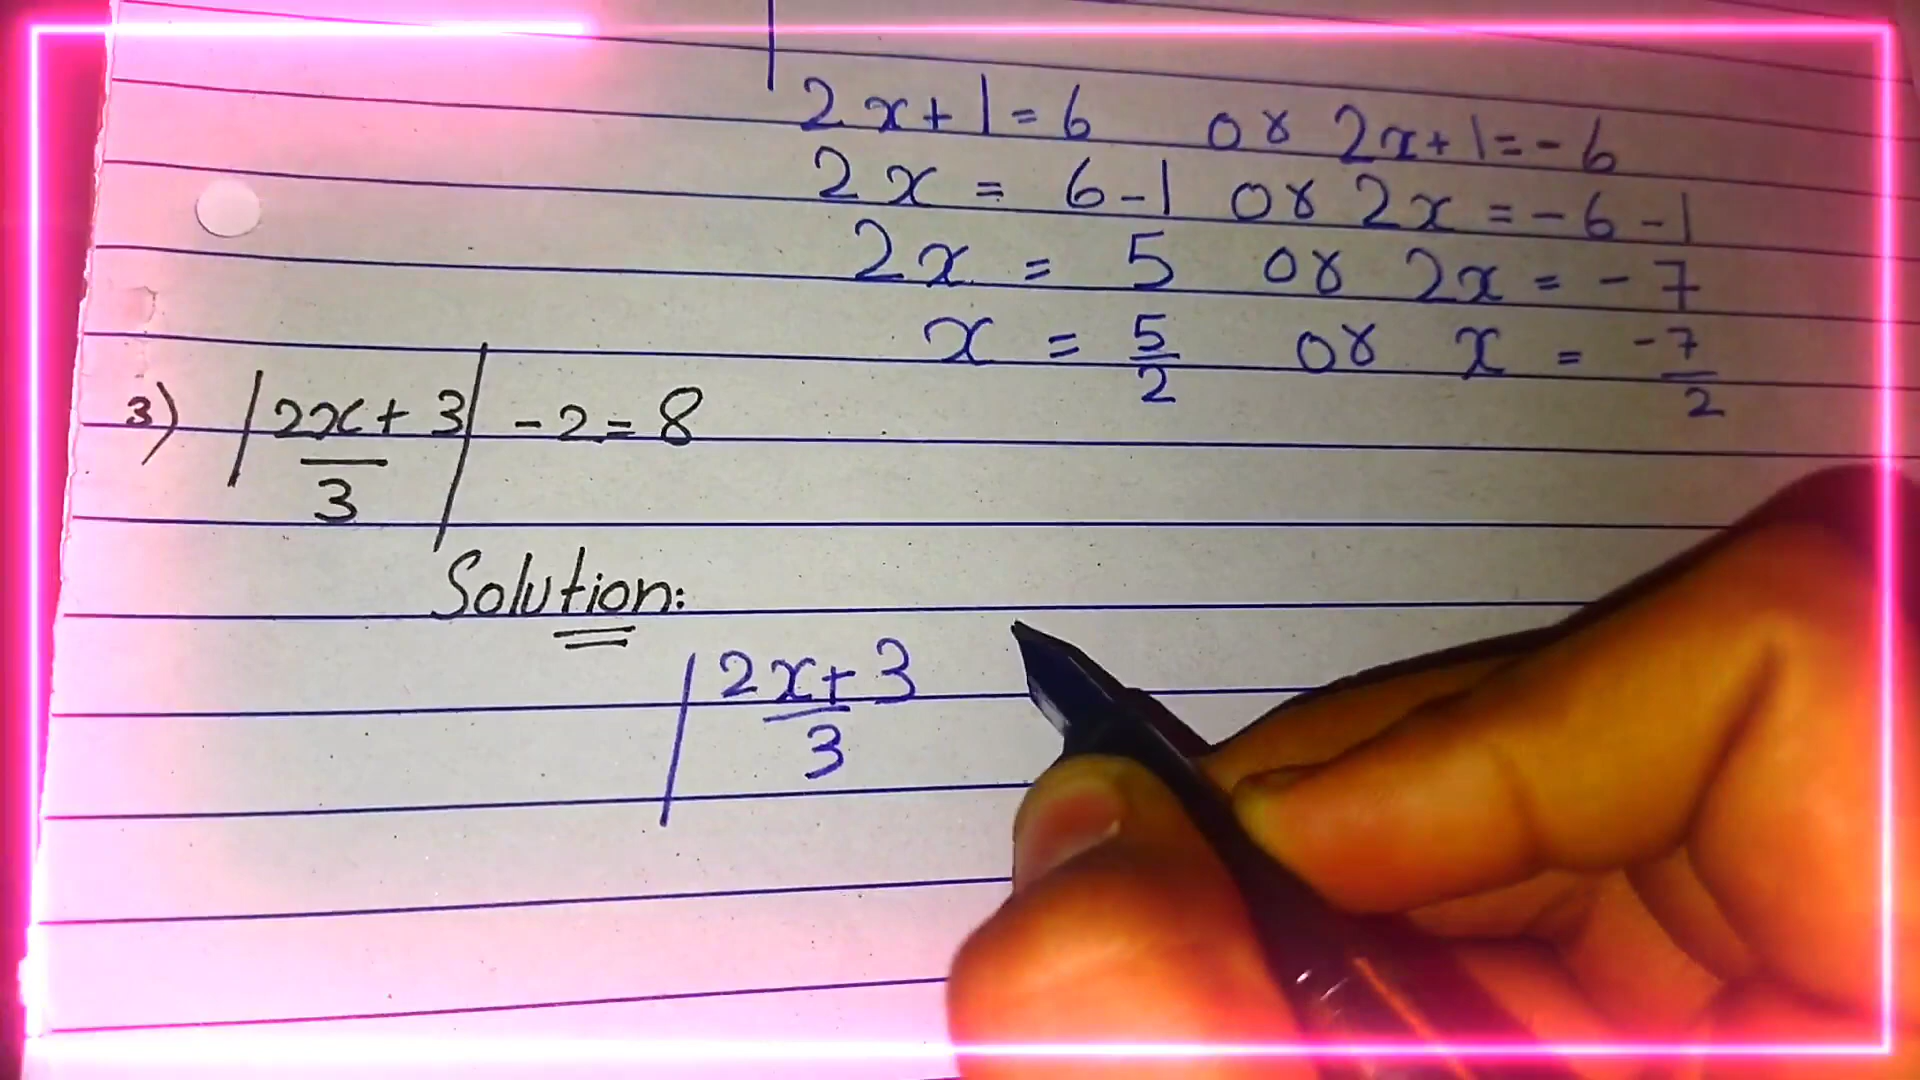 2x+1=6 or 2x+1=-6
2x = 6-1 or 2x =-6-1
2x = 5 or 2x = -7
x = 5/2 or x = -7/2
3) |2x+3/3| -2=8
Solution:
|2x+3/3